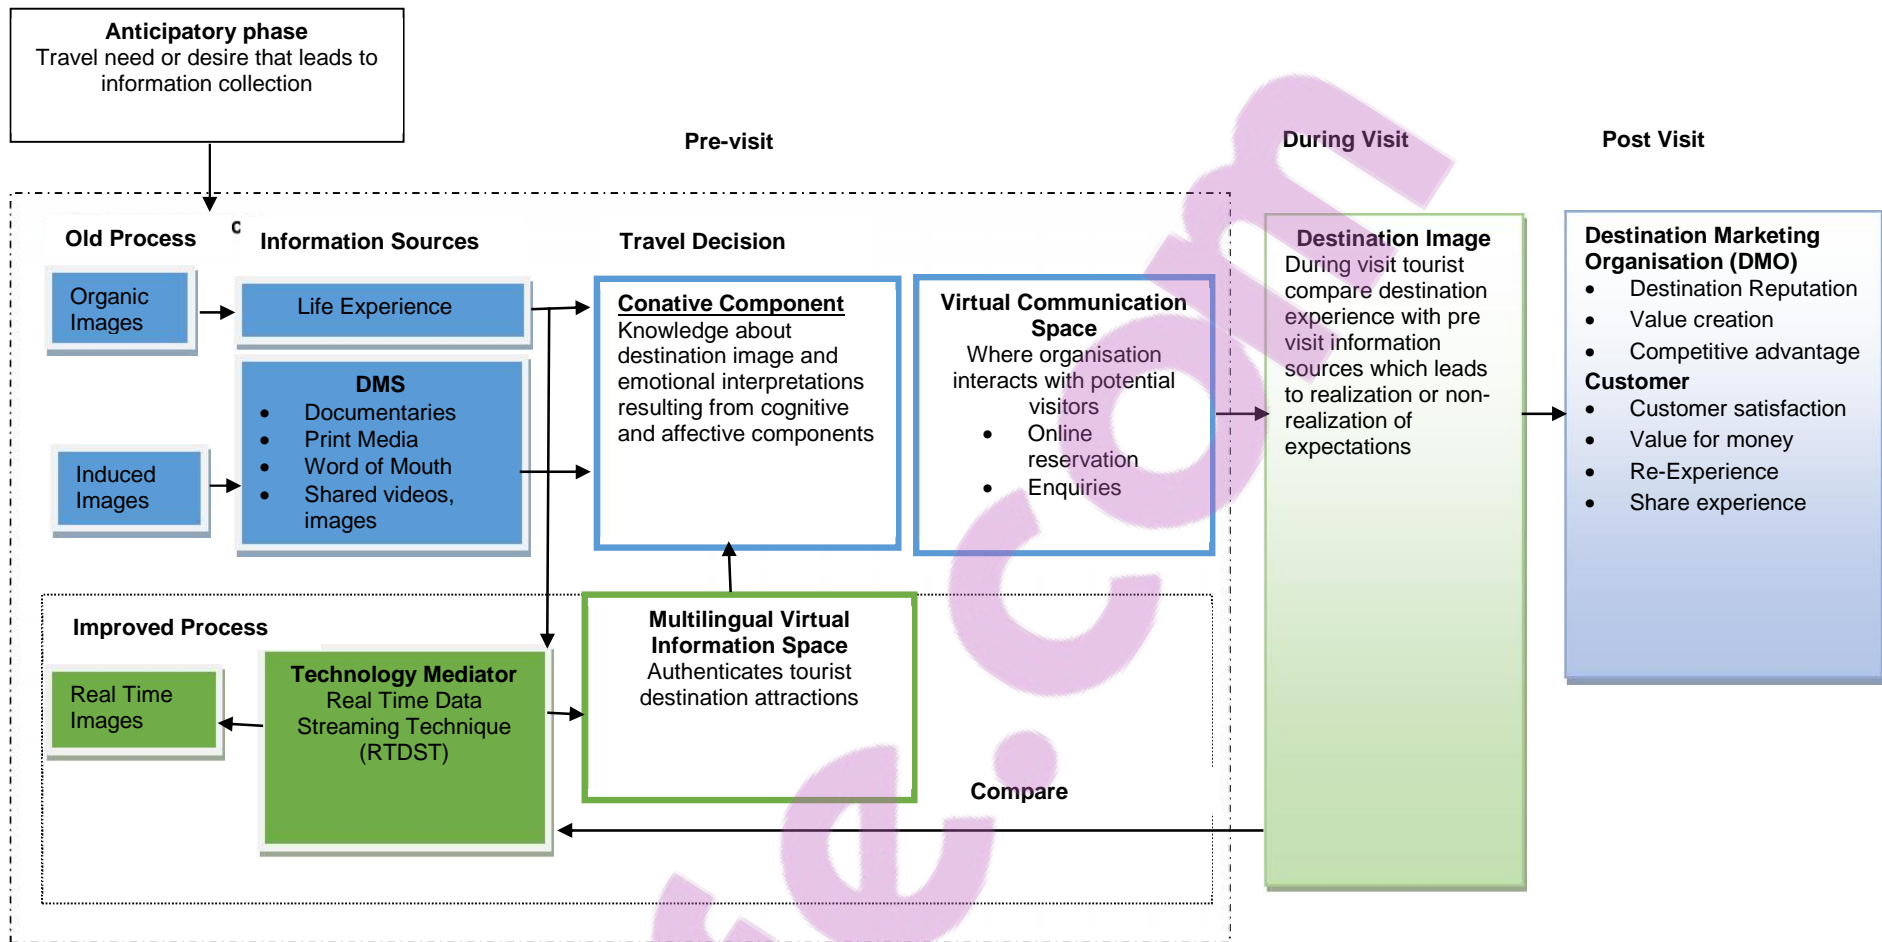 Anticipatory phase
Travel need or desire that leads to
information collection
Pre-visit
During Visit
Post Visit
Old Process
Information Sources
Travel Decision
Organic
Images
Life Experience
Induced
Images
DMS
• Documentaries
• Print Media
• Word of Mouth
• Shared videos,
images
Conative Component
Knowledge about
destination image and
emotional interpretations
resulting from cognitive
and affective components
Virtual Communication
Space
Where organisation
interacts with potential
visitors
• Online
reservation
• Enquiries
Destination Image
During visit tourist
compare destination
experience with pre
visit information
sources which leads
to realization or non-
realization of
expectations
Destination Marketing
Organisation (DMO)
• Destination Reputation
• Value creation
• Competitive advantage
Customer
• Customer satisfaction
• Value for money
• Re-Experience
• Share experience
Improved Process
Real Time
Images
Technology Mediator
Real Time Data
Streaming Technique
(RTDST)
Multilingual Virtual
Information Space
Authenticates tourist
destination attractions
Compare
fe.com